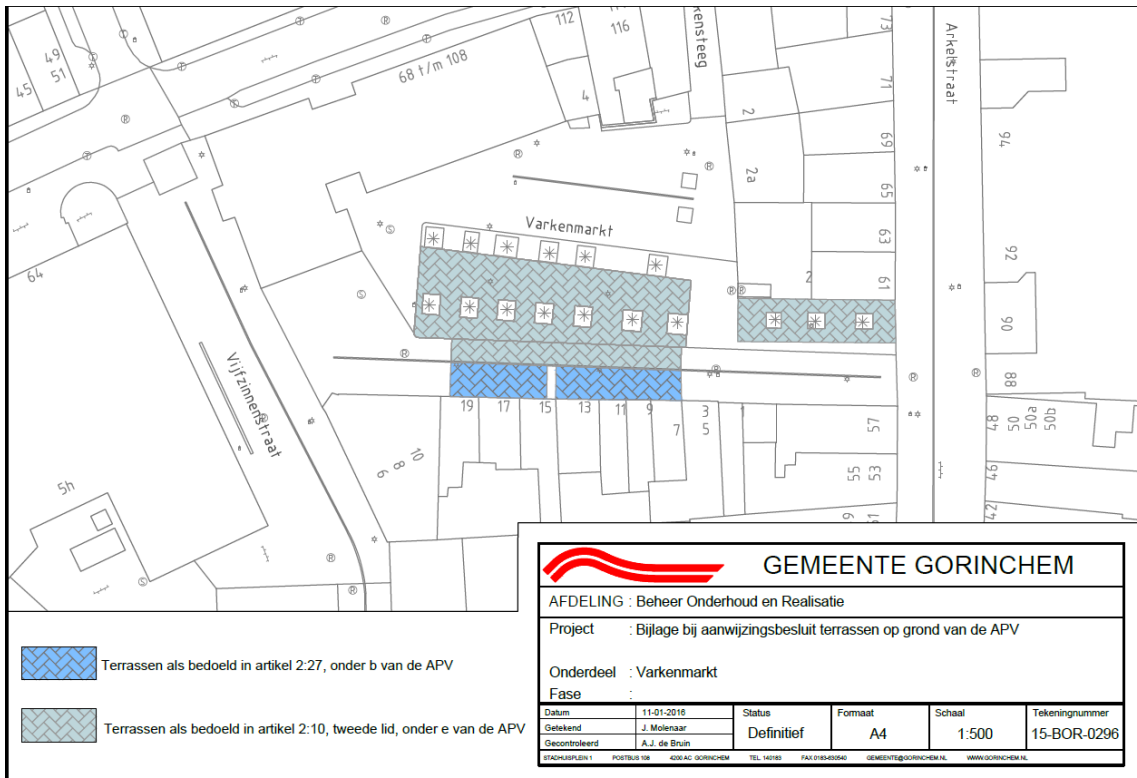 112
116
kensteeg
73
Arkelstraat
49
51
45
68 t/m 108
4
71
2
94
69
2a
65
Varkenmarkt
63
92
64
2
61
90
Vijfzinnenstraat
88
19 17 15 13 11 9 3 1
7 5
57
48
50
50a
50b
10
8
6
55
53
46
5h
9
51
42
GEMEENTE GORINCHEM
AFDELING : Beheer Onderhoud en Realisatie
Project : Bijlage bij aanwijzingsbesluit terrassen op grond van de APV
Onderdeel : Varkenmarkt
Fase :
Datum 11-01-2016 Status Formaat Schaal Tekeningnummer
Getekend J. Molenaar Definitief A4 1:500 15-BOR-0296
Gecontroleerd A.J. de Bruin
STADHUISPLEIN 1 POSTBUS 108 4200 AC GORINCHEM TEL. 140183 FAX 0183-630540 GEMEENTE@GORINCHEM.NL WWW.GORINCHEM.NL
Terrassen als bedoeld in artikel 2:27, onder b van de APV
Terrassen als bedoeld in artikel 2:10, tweede lid, onder e van de APV